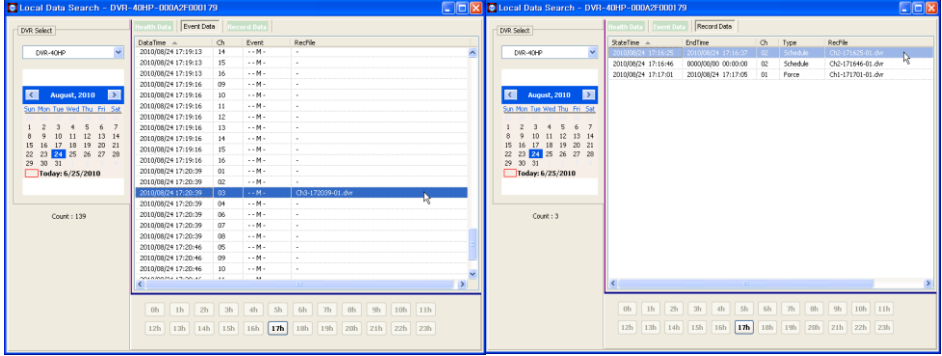 Local Data Search - DVR-40HP-000A2F000179
Health Data Event Data Record Data
DVR Select
DVR-40HP
August, 2010
Sun Mon Tue Wed Thu Fri Sat
1 2 3 4 5 6 7
8 9 10 11 12 13 14
15 16 17 18 19 20 21
22 23 24 25 26 27 28
29 30 31
Today: 6/25/2010
Count : 139
DataTime Ch Event RecFile
2010/08/24 17:19:13 14 - - M - -
2010/08/24 17:19:13 15 - - M - -
2010/08/24 17:19:13 16 - - M - -
2010/08/24 17:19:16 09 - - M - -
2010/08/24 17:19:16 10 - - M - -
2010/08/24 17:19:16 11 - - M - -
2010/08/24 17:19:16 12 - - M - -
2010/08/24 17:19:16 13 - - M - -
2010/08/24 17:19:16 14 - - M - -
2010/08/24 17:19:16 15 - - M - -
2010/08/24 17:19:16 16 - - M - -
2010/08/24 17:20:39 01 - - M - -
2010/08/24 17:20:39 02 - - M - -
2010/08/24 17:20:39 03 - - M - Ch3-172039-01.dvr
2010/08/24 17:20:39 04 - - M - -
2010/08/24 17:20:39 06 - - M - -
2010/08/24 17:20:39 07 - - M - -
2010/08/24 17:20:39 08 - - M - -
2010/08/24 17:20:46 05 - - M - -
2010/08/24 17:20:46 09 - - M - -
2010/08/24 17:20:46 10 - - M - -
0h 1h 2h 3h 4h 5h 6h 7h 8h 9h 10h 11h
12h 13h 14h 15h 16h 17h 18h 19h 20h 21h 22h 23h
Local Data Search - DVR-40HP-000A2F000179
Health Data Event Data Record Data
DVR Select
DVR-40HP
August, 2010
Sun Mon Tue Wed Thu Fri Sat
1 2 3 4 5 6 7
8 9 10 11 12 13 14
15 16 17 18 19 20 21
22 23 24 25 26 27 28
29 30 31
Today: 6/25/2010
Count : 3
StateTime EndTime Ch Type RecFile
2010/08/24 17:16:25 2010/08/24 17:16:37 02 Schedule Ch2-171625-01.dvr
2010/08/24 17:16:46 0000/00/00 00:00:00 02 Schedule Ch2-171646-01.dvr
2010/08/24 17:17:01 2010/08/24 17:17:05 01 Force Ch1-171701-01.dvr
0h 1h 2h 3h 4h 5h 6h 7h 8h 9h 10h 11h
12h 13h 14h 15h 16h 17h 18h 19h 20h 21h 22h 23h